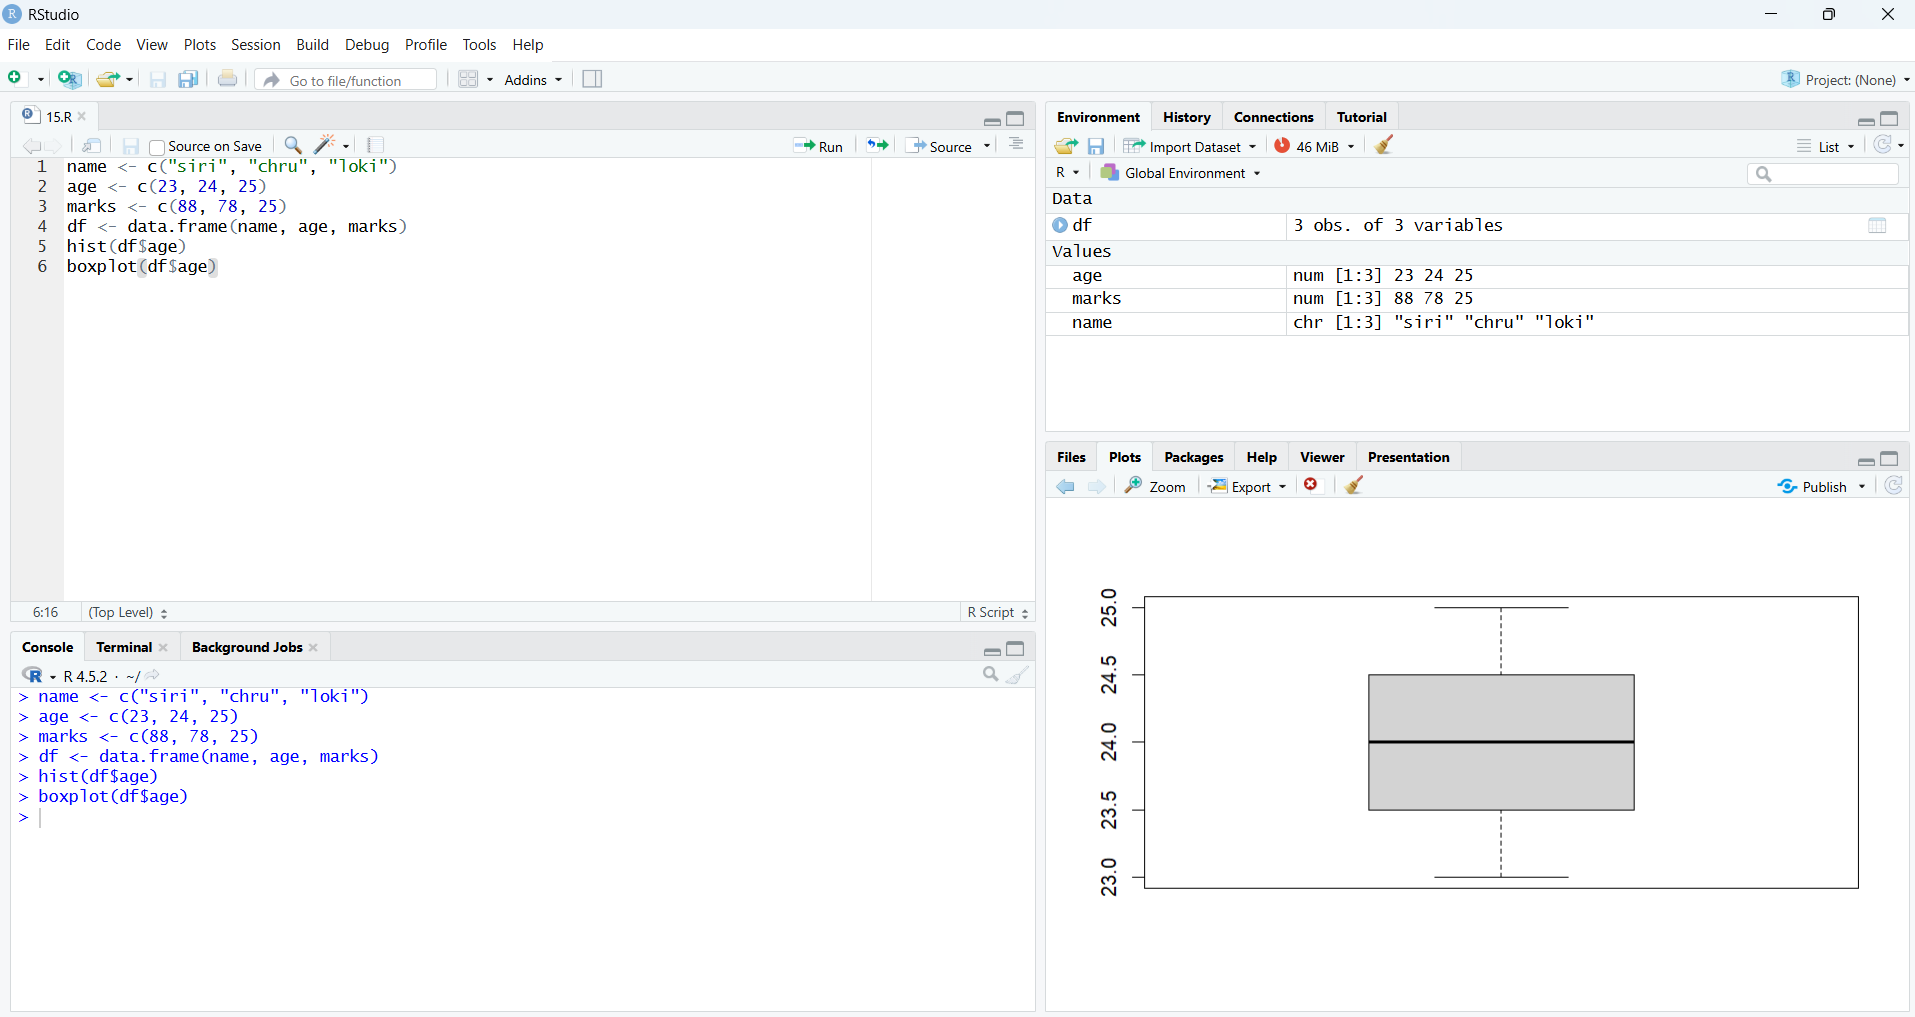 RStudio
File Edit Code View Plots Session Build Debug Profile Tools Help
Go to file/function Addins Project: (None)
15.R
Source on Save Run Source
1 name <- c("siri", "chru", "loki")
2 age <- c(23, 24, 25)
3 marks <- c(88, 78, 25)
4 df <- data.frame(name, age, marks)
5 hist(df$age)
6 boxplot(df$age)
6:16 (Top Level) R Script
Console Terminal Background Jobs
R 4.5.2 · ~/
> name <- c("siri", "chru", "loki")
> age <- c(23, 24, 25)
> marks <- c(88, 78, 25)
> df <- data.frame(name, age, marks)
> hist(df$age)
> boxplot(df$age)
>
Environment History Connections Tutorial
Import Dataset 46 MiB List
R Global Environment
Data
df 3 obs. of 3 variables
Values
age num [1:3] 23 24 25
marks num [1:3] 88 78 25
name chr [1:3] "siri" "chru" "loki"
Files Plots Packages Help Viewer Presentation
Zoom Export Publish
25.0
24.5
24.0
23.5
23.0